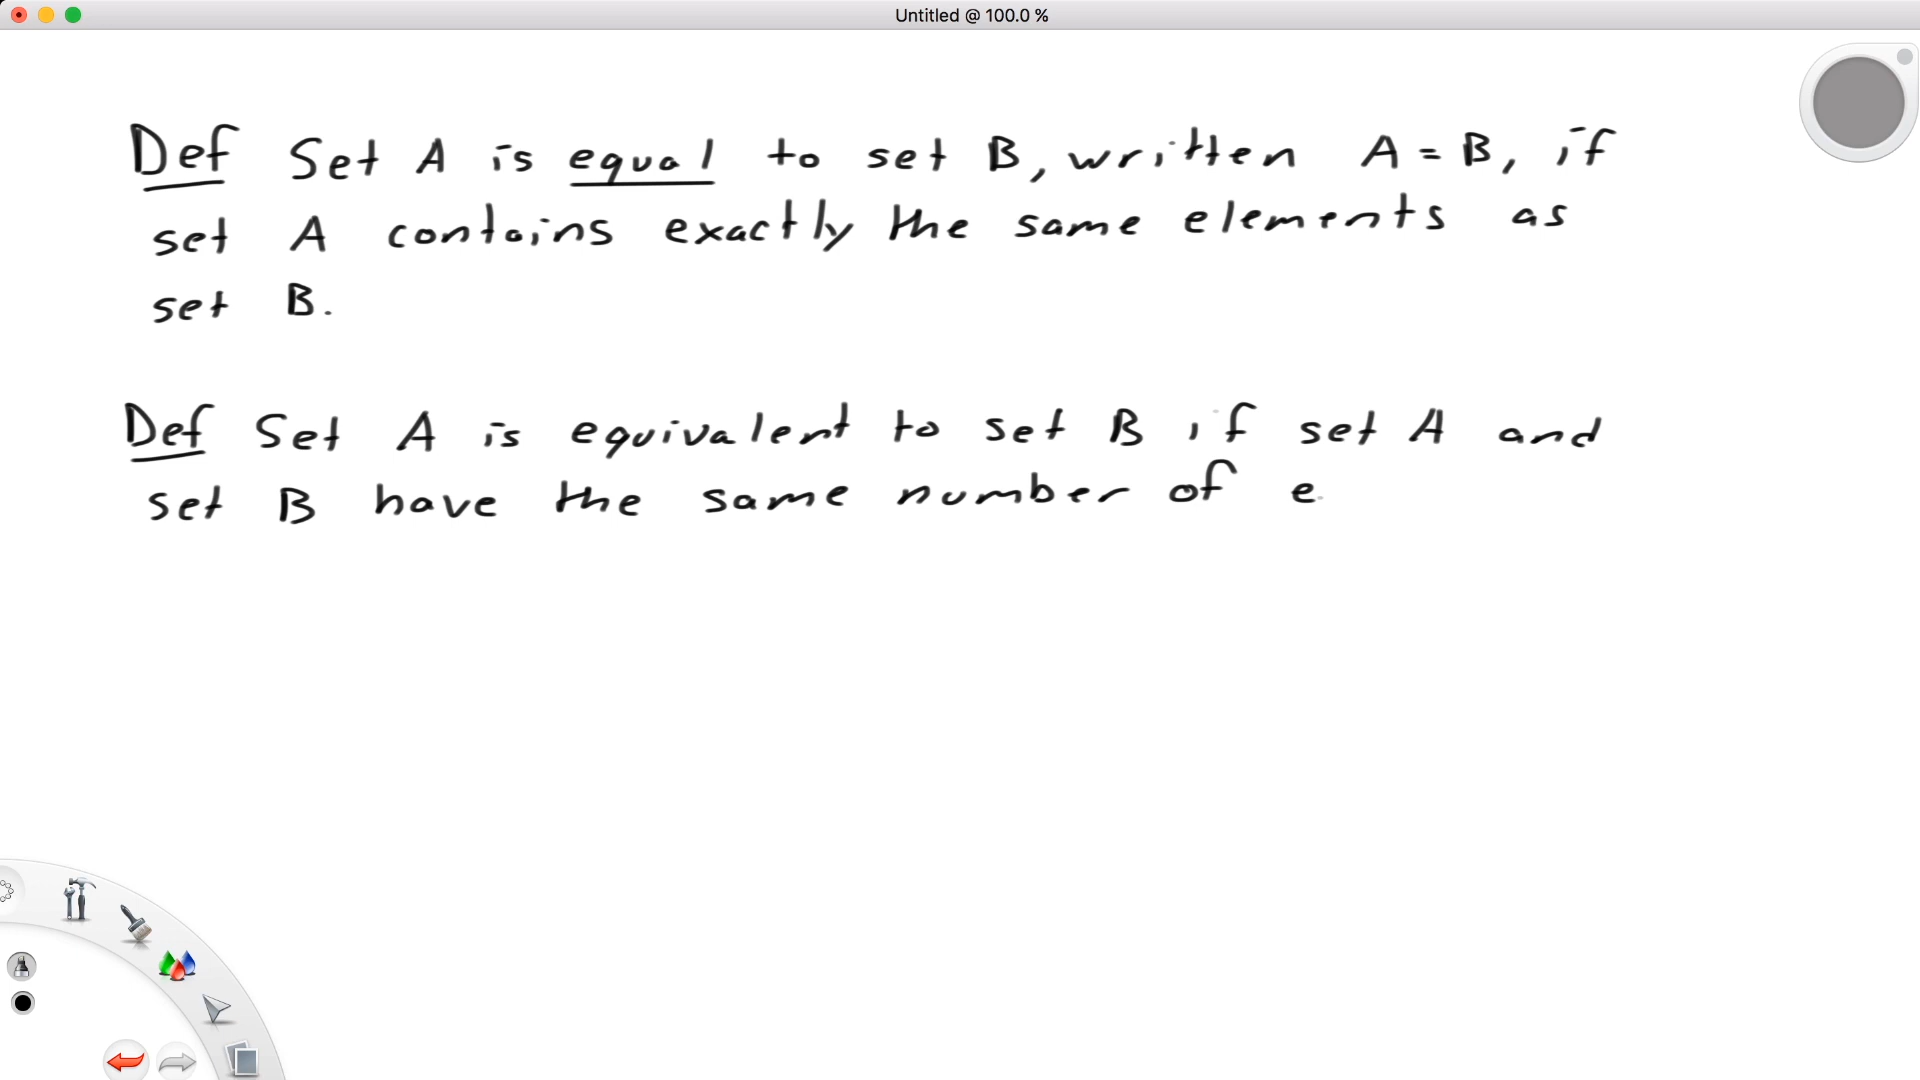 Untitled @ 100.0 %
Def Set A is equal to set B, written A = B, if
set A contains exactly the same elements as
set B.
Def Set A is equivalent to set B if set A and
set B have the same number of e